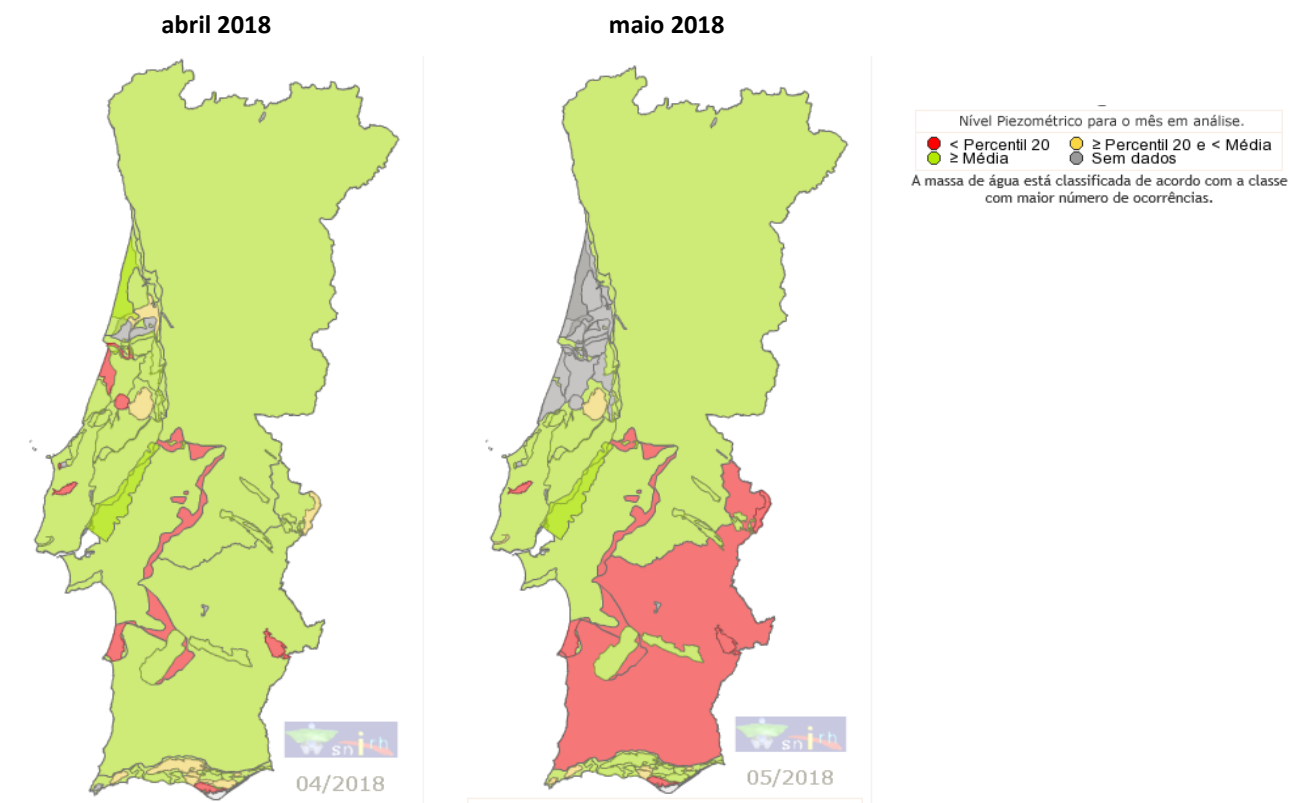 abril 2018
maio 2018
Nível Piezométrico para o mês em análise.
< Percentil 20
≥ Percentil 20 e < Média
≥ Média
Sem dados
A massa de água está classificada de acordo com a classe
com maior número de ocorrências.
snirh
04/2018
snirh
05/2018